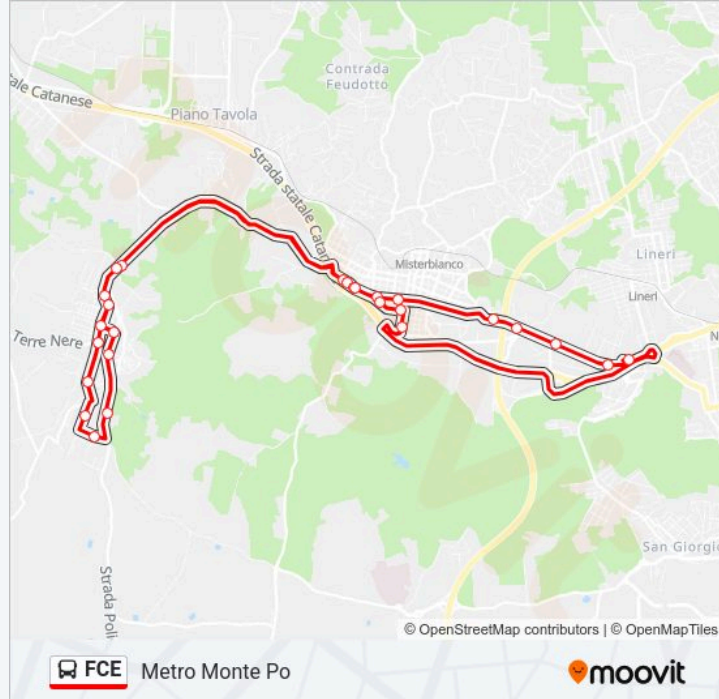 Contrada
Feudotto
ale Catanese
Piano Tavola
Strada statale Catan
Misterbianco
Lineri
Lineri
Terre Nere
N
San Giorgio
Strada Poli
© OpenStreetMap contributors | © OpenMapTiles
FCE Metro Monte Po
moovit